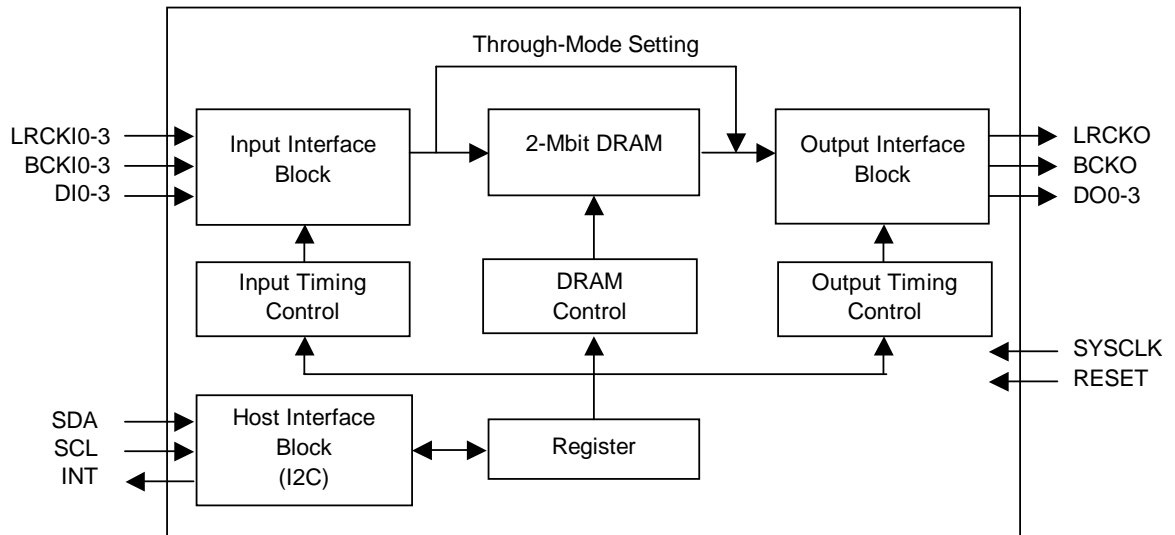 Through-Mode Setting
LRCKI0-3
BCKI0-3
DI0-3
Input Interface
Block
2-Mbit DRAM
Output Interface
Block
LRCKO
BCKO
DO0-3
Input Timing
Control
DRAM
Control
Output Timing
Control
SYSCLK
RESET
SDA
SCL
INT
Host Interface
Block
(I2C)
Register